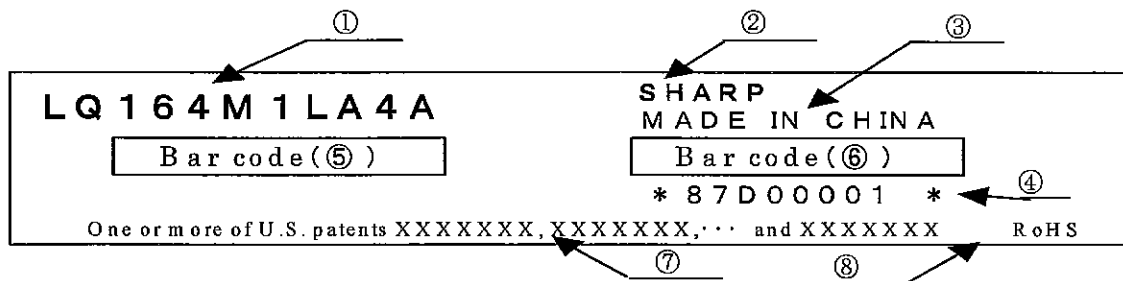 ① ② ③
LQ164M1LA4A
SHARP
MADE IN CHINA
Bar code(⑤) Bar code(⑥)
*87D00001 * ④
One or more of U.S. patents XXXXXXX,XXXXXXX,··· and XXXXXXX RoHS
⑦ ⑧